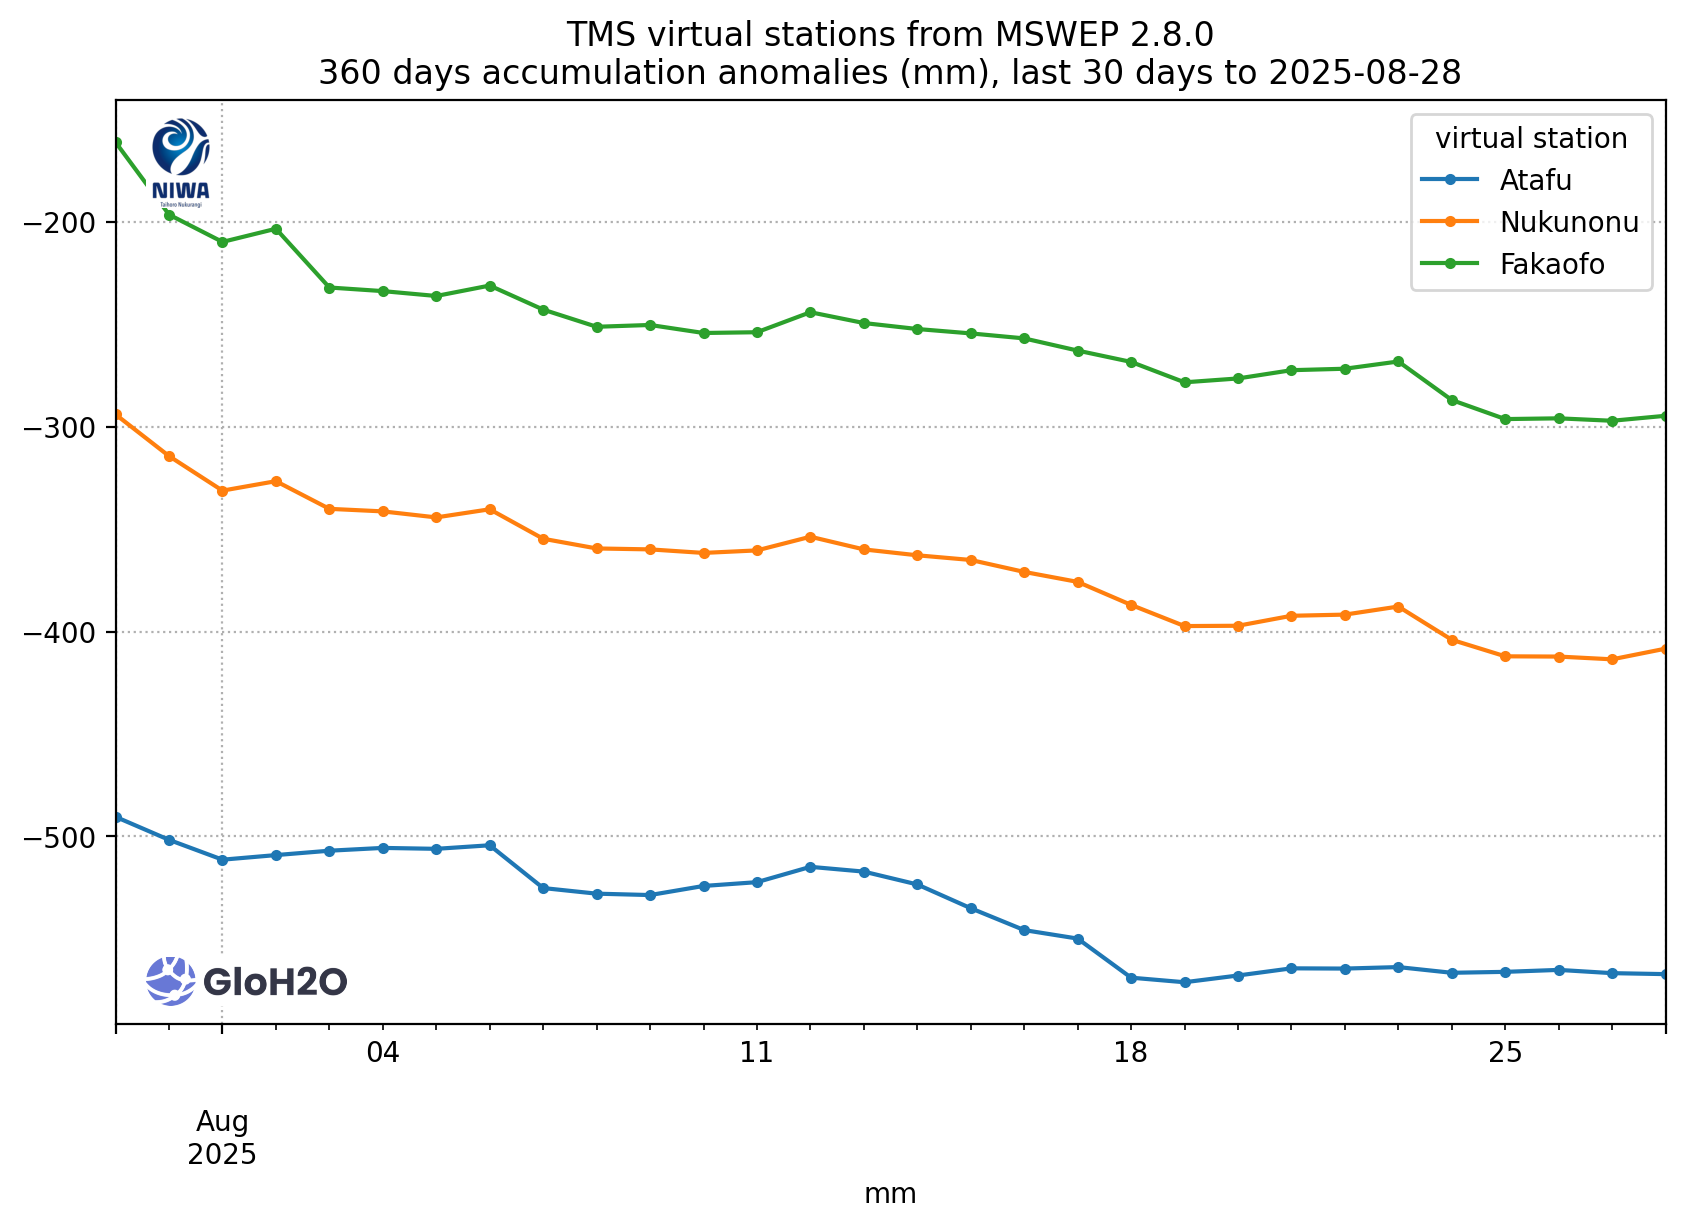 TMS virtual stations from MSWEP 2.8.0
360 days accumulation anomalies (mm), last 30 days to 2025-08-28
NIWA
Taihoro Nukurangi
virtual station
Atafu
Nukunonu
Fakaofo
−200
−300
−400
−500
GloH2O
04 11 18 25
Aug
2025
mm